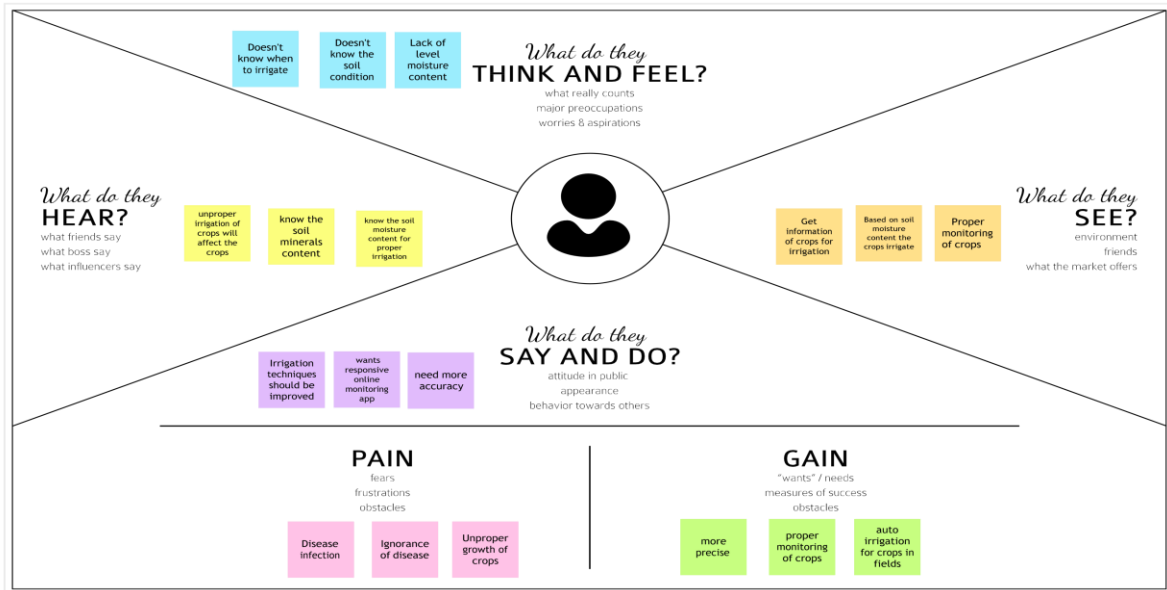 Doesn't
know when
to irrigate
Doesn't
know the
soil
condition
Lack of
level
moisture
content
What do they
THINK AND FEEL?
what really counts
major preoccupations
worries & aspirations
What do they
HEAR?
what friends say
what boss say
what influencers say
unproper
irrigation of
crops will
affect the
crops
know the
soil
minerals
content
know the soil
moisture
content for
proper
irrigation
Get
information
of crops for
irrigation
Based on soil
moisture
content the
crops irrigate
Proper
monitoring
of crops
What do they
SEE?
environment
friends
what the market offers
What do they
SAY AND DO?
attitude in public
appearance
behavior towards others
Irrigation
techniques
should be
improved
wants
responsive
online
monitoring
app
need more
accuracy
PAIN
fears
frustrations
obstacles
Disease
infection
Ignorance
of disease
Unproper
growth of
crops
GAIN
"wants" / needs
measures of success
obstacles
more
precise
proper
monitoring
of crops
auto
irrigation
for crops in
fields